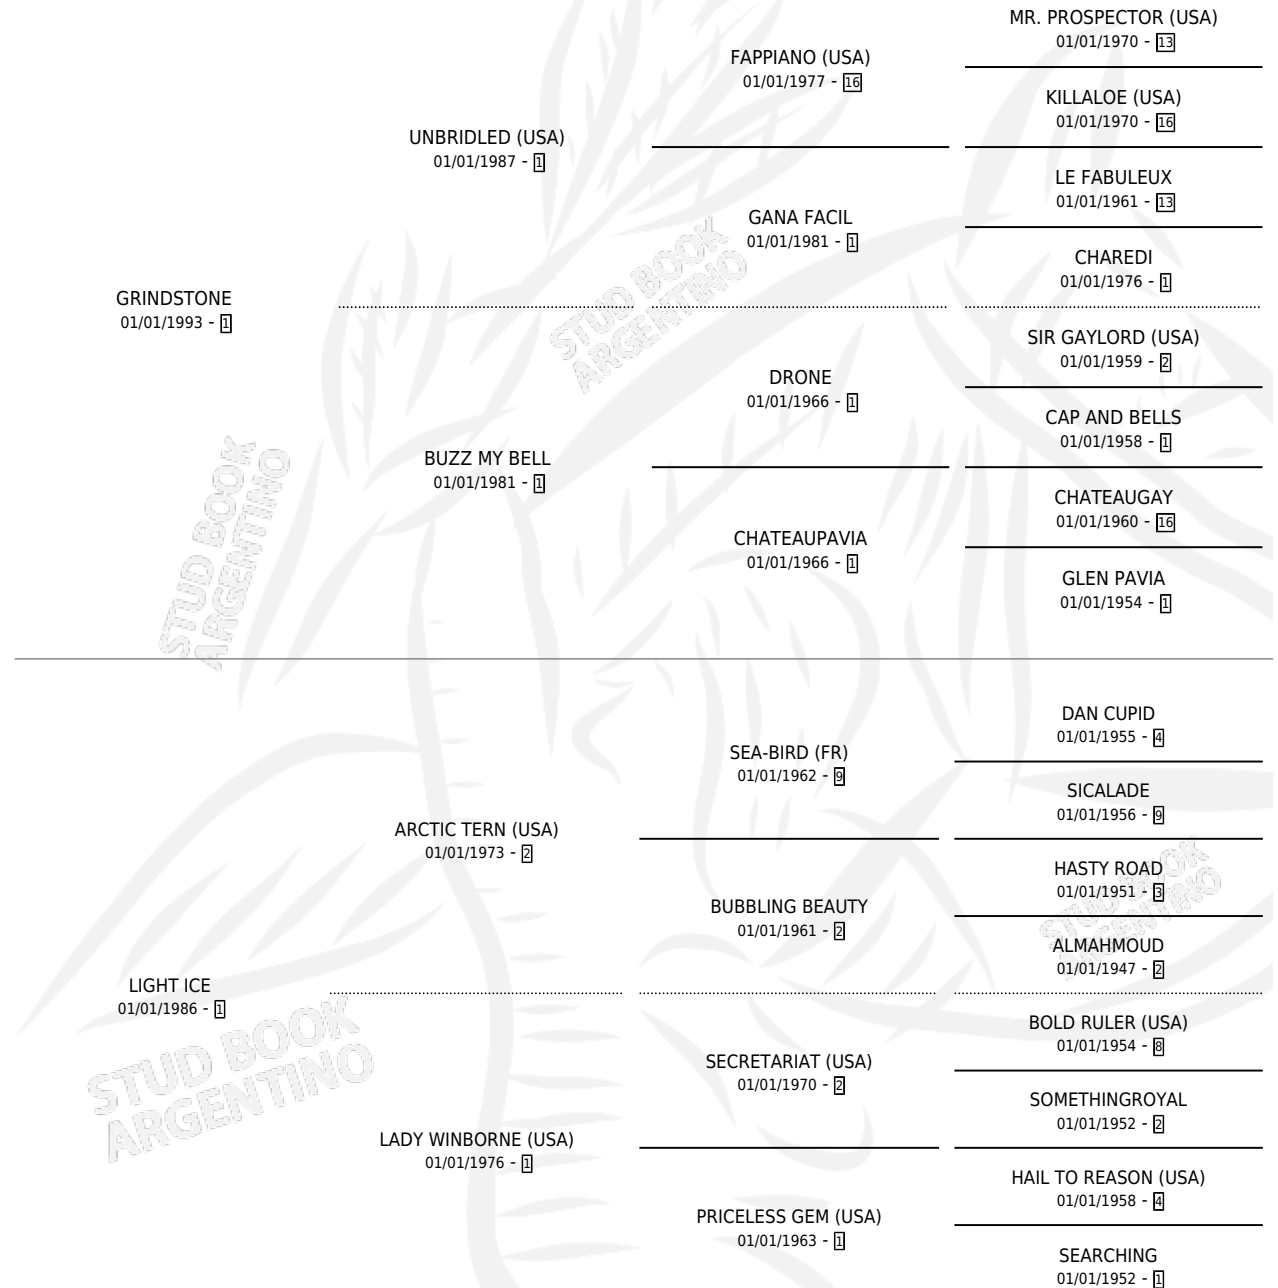 MR. PROSPECTOR (USA)
01/01/1970 - 13
FAPPIANO (USA)
01/01/1977 - 16
KILLALOE (USA)
01/01/1970 - 16
UNBRIDLED (USA)
01/01/1987 - 1
LE FABULEUX
01/01/1961 - 13
GANA FACIL
01/01/1981 - 1
CHAREDI
01/01/1976 - 1
GRINDSTONE
01/01/1993 - 1
SIR GAYLORD (USA)
01/01/1959 - 2
DRONE
01/01/1966 - 1
CAP AND BELLS
01/01/1958 - 1
BUZZ MY BELL
01/01/1981 - 1
CHATEAUGAY
01/01/1960 - 16
CHATEAUPAVIA
01/01/1966 - 1
GLEN PAVIA
01/01/1954 - 1
DAN CUPID
01/01/1955 - 4
SEA-BIRD (FR)
01/01/1962 - 9
SICALADE
01/01/1956 - 9
ARCTIC TERN (USA)
01/01/1973 - 2
HASTY ROAD
01/01/1951 - 3
BUBBLING BEAUTY
01/01/1961 - 2
ALMAHMOUD
01/01/1947 - 2
LIGHT ICE
01/01/1986 - 1
BOLD RULER (USA)
01/01/1954 - 8
SECRETARIAT (USA)
01/01/1970 - 2
SOMETHINGROYAL
01/01/1952 - 2
LADY WINBORNE (USA)
01/01/1976 - 1
HAIL TO REASON (USA)
01/01/1958 - 4
PRICELESS GEM (USA)
01/01/1963 - 1
SEARCHING
01/01/1952 - 1
STUD BOOK
ARGENTINO
STUD BOOK
ARGENTINO
STUD BOOK
ARGENTINO
STUD BOOK
ARGENTINO